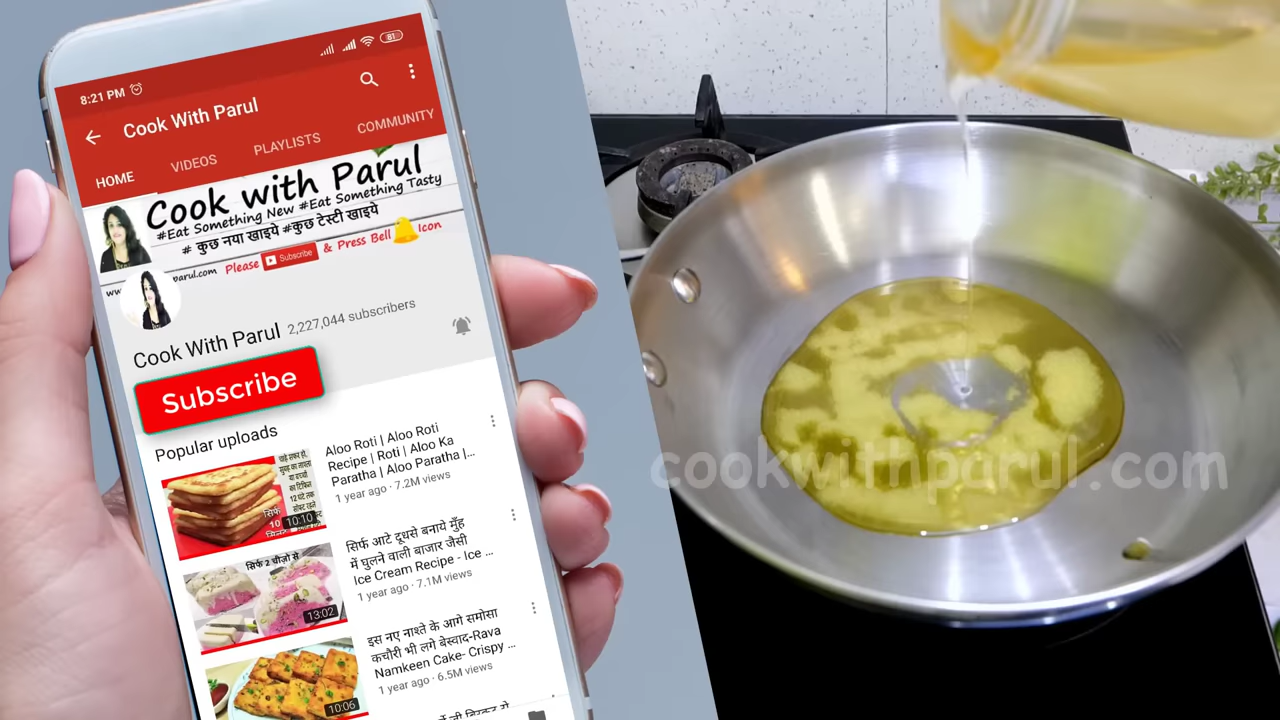 8:21 PM
81
Cook With Parul
HOME
VIDEOS
PLAYLISTS
COMMUNITY
Cook with Parul
#Eat Something New #Eat Something Tasty
# कुछ नया खाइये #कुछ टेस्टी खाइये
Please Subscribe & Press Bell Icon
parul.com
Cook With Parul 2,227,044 subscribers
Subscribe
Popular uploads
Aloo Roti | Aloo Roti
Recipe | Roti | Aloo Ka
Paratha | Aloo Paratha |...
1 year ago · 7.2M views
सिर्फ
10
10:10
सिर्फ आटे दूधसे बनाये मुँह
में घुलने वाली बाजार जैसी
Ice Cream Recipe - Ice ...
1 year ago · 7.1M views
सिर्फ 2 चीज़ो से
13:02
इस नए नाश्ते के आगे समोसा
कचौरी भी लगे बेस्वाद-Rava
Namkeen Cake- Crispy ...
1 year ago · 6.5M views
10:06
cookwithparul.com